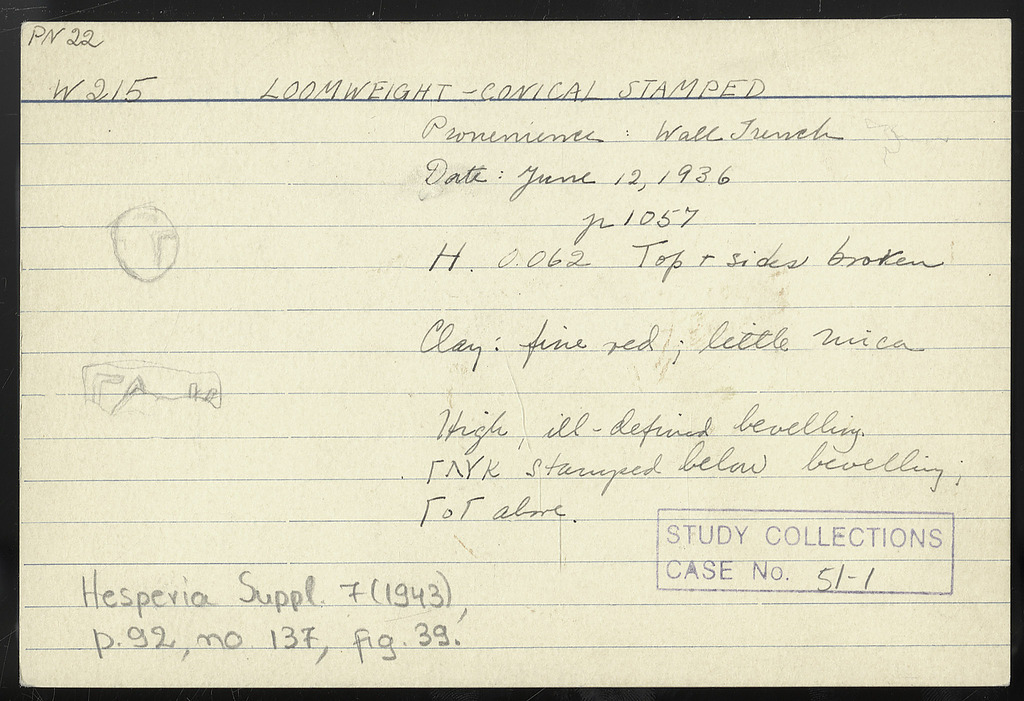 PN 22
W 215 LOOMWEIGHT - CONICAL STAMPED
Provenience : Wall Trench
Date : June 12, 1936
p 1057
H. 0.062 Top + sides broken
Clay : fine red ; little mica
High, ill-defined bevelling.
ΓΛΥΚ stamped below bevelling ;
ΓοΓ above.
STUDY COLLECTIONS
CASE No. 51-1
Hesperia Suppl. 7 (1943),
p. 92, no 137, fig. 39.